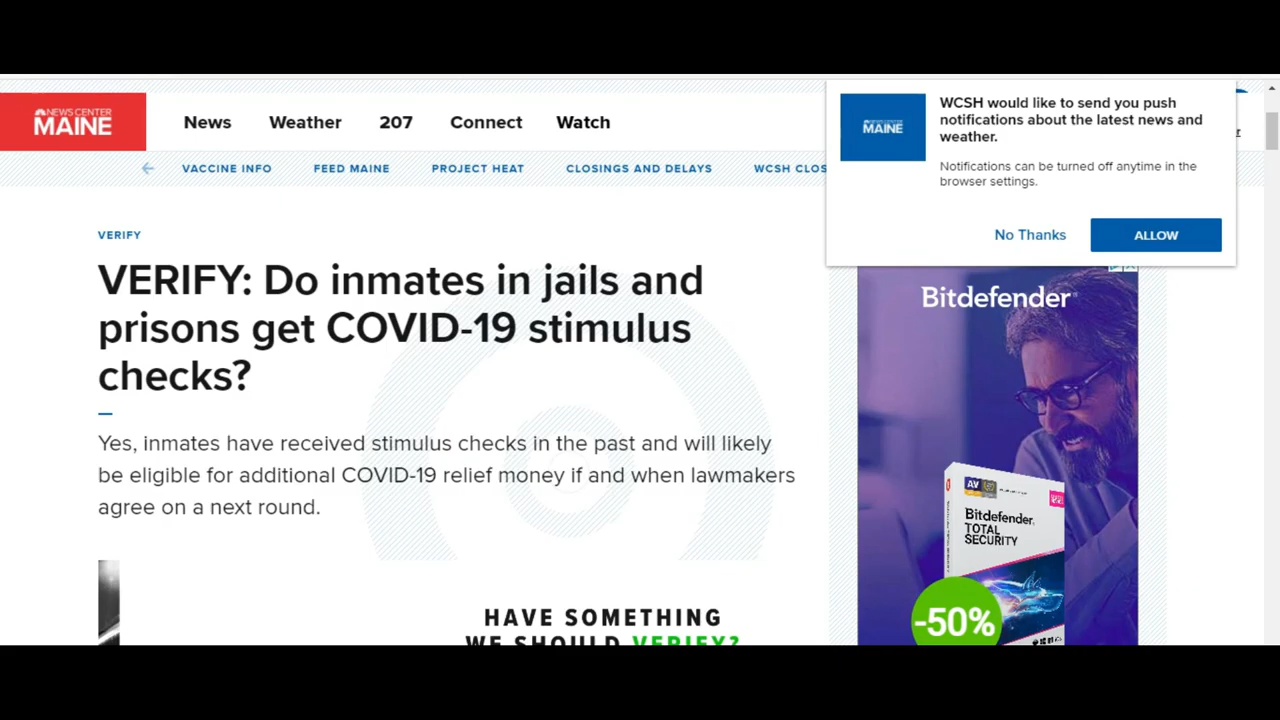 NEWS CENTER
MAINE
News
Weather
207
Connect
Watch
VACCINE INFO
FEED MAINE
PROJECT HEAT
CLOSINGS AND DELAYS
WCSH CLOS
MAINE
WCSH would like to send you push
notifications about the latest news and
weather.
Notifications can be turned off anytime in the
browser settings.
No Thanks
ALLOW
VERIFY
VERIFY: Do inmates in jails and
prisons get COVID-19 stimulus
checks?
Yes, inmates have received stimulus checks in the past and will likely
be eligible for additional COVID-19 relief money if and when lawmakers
agree on a next round.
HAVE SOMETHING
WE SHOULD VERIFY?
Bitdefender
AV
Bitdefender
TOTAL
SECURITY
-50%